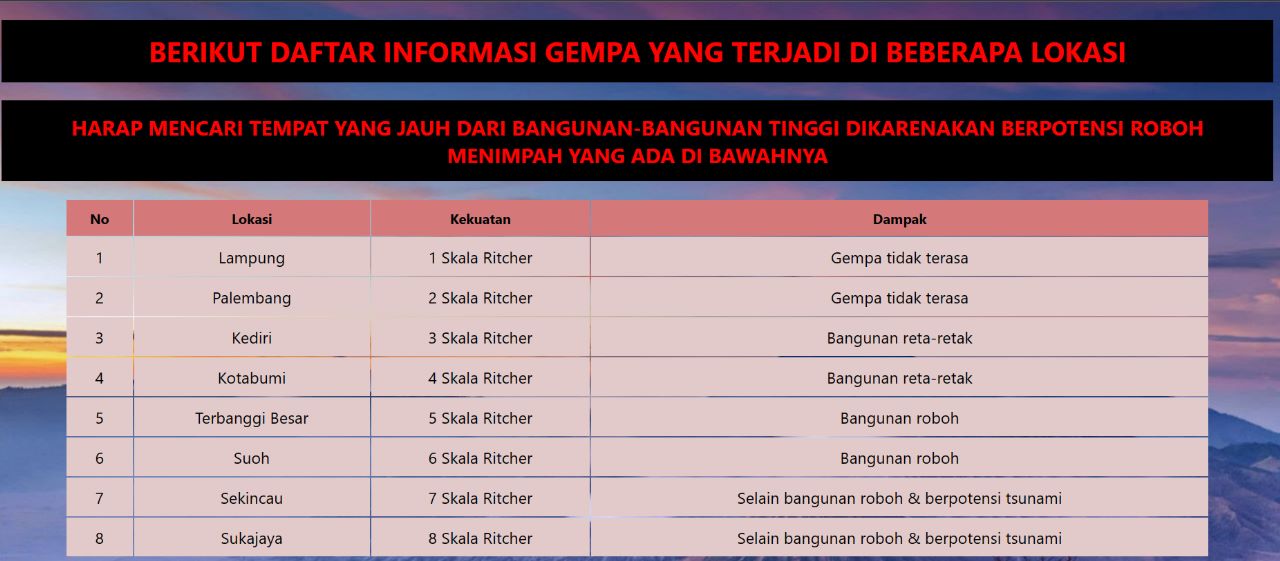 BERIKUT DAFTAR INFORMASI GEMPA YANG TERJADI DI BEBERAPA LOKASI
HARAP MENCARI TEMPAT YANG JAUH DARI BANGUNAN-BANGUNAN TINGGI DIKARENAKAN BERPOTENSI ROBOH
MENIMPAH YANG ADA DI BAWAHNYA
No Lokasi Kekuatan Dampak
1 Lampung 1 Skala Ritcher Gempa tidak terasa
2 Palembang 2 Skala Ritcher Gempa tidak terasa
3 Kediri 3 Skala Ritcher Bangunan reta-retak
4 Kotabumi 4 Skala Ritcher Bangunan reta-retak
5 Terbanggi Besar 5 Skala Ritcher Bangunan roboh
6 Suoh 6 Skala Ritcher Bangunan roboh
7 Sekincau 7 Skala Ritcher Selain bangunan roboh & berpotensi tsunami
8 Sukajaya 8 Skala Ritcher Selain bangunan roboh & berpotensi tsunami